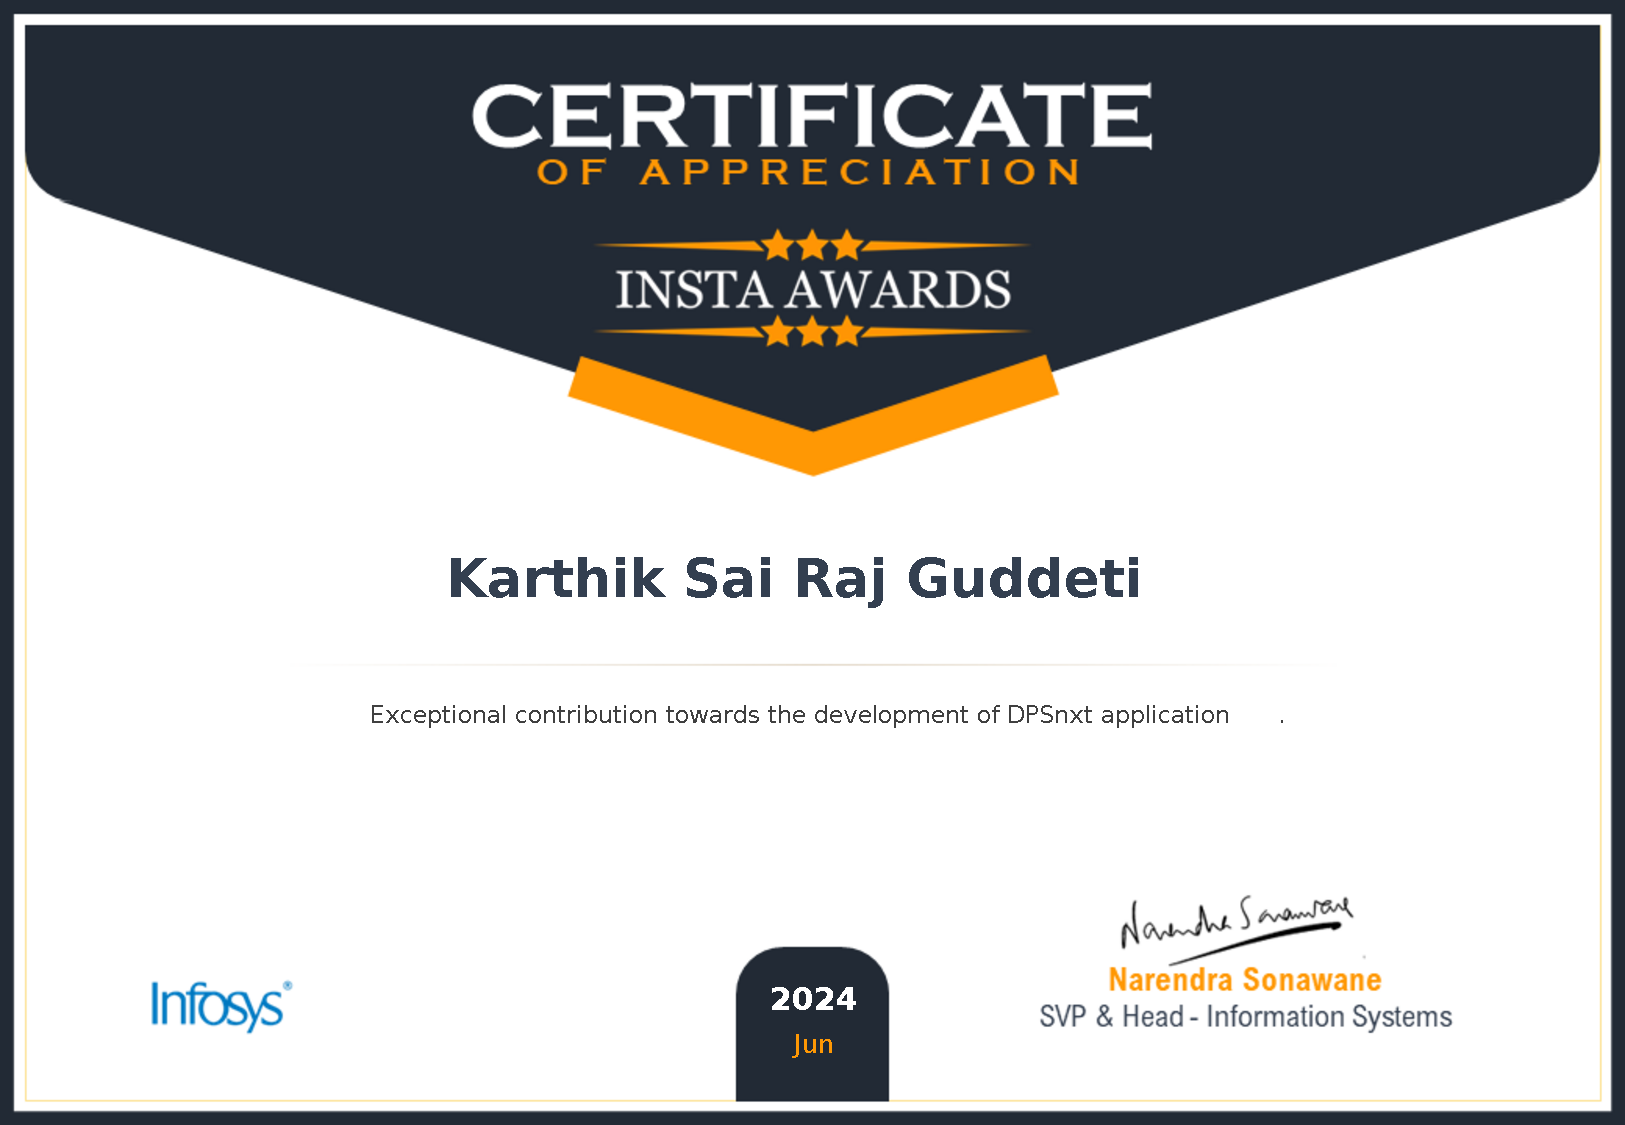 CERTIFICATE
OF APPRECIATION
INSTA AWARDS
Karthik Sai Raj Guddeti
Exceptional contribution towards the development of DPSnxt application .
Narendra Sonawane
Narendra Sonawane
SVP & Head - Information Systems
Infosys®
2024
Jun